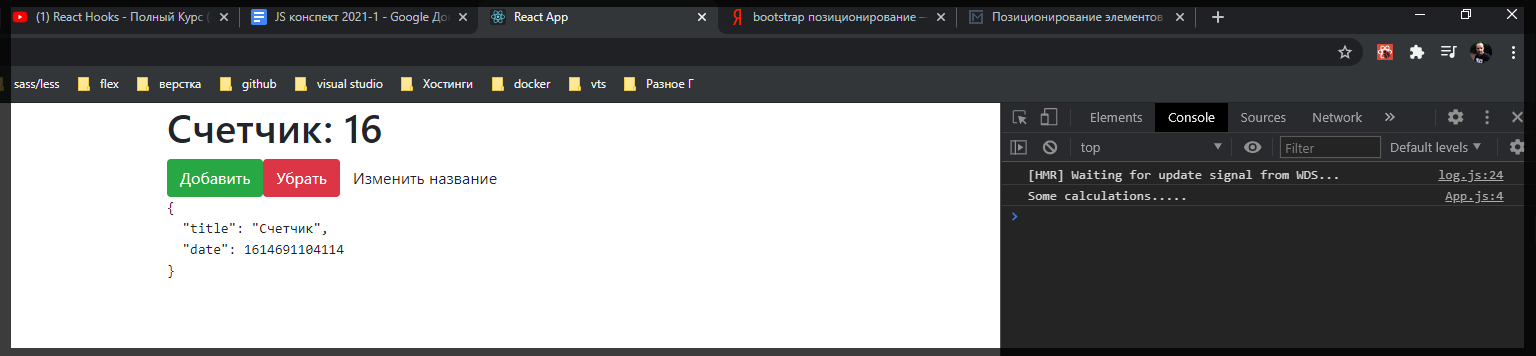 (1) React Hooks - Полный Курс (
JS конспект 2021-1 - Google До
React App
bootstrap позиционирование —
Позиционирование элементов
sass/less
flex
верстка
github
visual studio
Хостинги
docker
vts
Разное Г
Счетчик: 16
Добавить
Убрать
Изменить название
{
"title": "Счетчик",
"date": 1614691104114
}
Elements
Console
Sources
Network
»
top
Filter
Default levels
[HMR] Waiting for update signal from WDS...
log.js:24
Some calculations.....
App.js:4